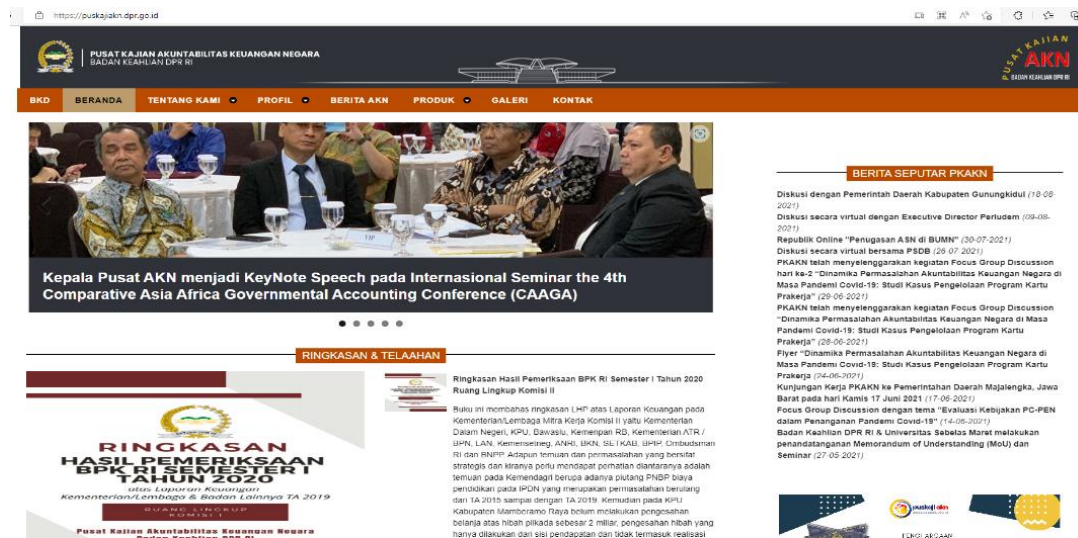 https://puskajiakn.dpr.go.id
PUSAT KAJIAN AKUNTABILITAS KEUANGAN NEGARA
BADAN KEAHLIAN DPR RI
PUSAT KAJIAN
AKN
BADAN KEAHLIAN DPR RI
BKD BERANDA TENTANG KAMI PROFIL BERITA AKN PRODUK GALERI KONTAK
Kepala Pusat AKN menjadi KeyNote Speech pada Internasional Seminar the 4th
Comparative Asia Africa Governmental Accounting Conference (CAAGA)
RINGKASAN & TELAAHAN
RINGKASAN
HASIL PEMERIKSAAN
BPK RI SEMESTER I
TAHUN 2020
atas Laporan Keuangan
Kementerian/Lembaga & Badan Lainnya TA 2019
RUANG LINGKUP
KOMISI I
Pusat Kajian Akuntabilitas Keuangan Negara
Badan Keahlian DPR RI
Ringkasan Hasil Pemeriksaan BPK RI Semester I Tahun 2020
Ruang Lingkup Komisi II
Buku ini membahas ringkasan LHP atas Laporan Keuangan pada
Kementerian/Lembaga Mitra Kerja Komisi II yaitu Kementerian
Dalam Negeri, KPU, Bawaslu, Kemenpan RB, Kementerian ATR /
BPN, LAN, Kemensetneg, ANRI, BKN, SETKAB, BPIP, Ombudsman
RI dan BNPP. Adapun temuan dan permasalahan yang bersifat
strategis dan kiranya perlu mendapat perhatian diantaranya adalah
temuan pada Kemendagri berupa adanya piutang PNBP biaya
pendidikan pada IPDN yang merupakan permasalahan berulang
dari TA 2015 sampai dengan TA 2019. Kemudian pada KPU
Kabupaten Mamberamo Raya belum melakukan pengesahan
belanja atas hibah pilkada sebesar 2 miliar, pengesahan hibah yang
hanya dilakukan dari sisi pendapatan dan tidak termasuk realisasi
BERITA SEPUTAR PKAKN
Diskusi dengan Pemerintah Daerah Kabupaten Gunungkidul (18-08-
2021)
Diskusi secara virtual dengan Executive Director Perludem (09-08-
2021)
Republik Online "Penugasan ASN di BUMN" (30-07-2021)
Diskusi secara virtual bersama PSDB (26-07-2021)
PKAKN telah menyelenggarakan kegiatan Focus Group Discussion
hari ke-2 "Dinamika Permasalahan Akuntabilitas Keuangan Negara di
Masa Pandemi Covid-19: Studi Kasus Pengelolaan Program Kartu
Prakerja" (29-06-2021)
PKAKN telah menyelenggarakan kegiatan Focus Group Discussion
"Dinamika Permasalahan Akuntabilitas Keuangan Negara di Masa
Pandemi Covid-19: Studi Kasus Pengelolaan Program Kartu
Prakerja" (28-06-2021)
Flyer "Dinamika Permasalahan Akuntabilitas Keuangan Negara di
Masa Pandemi Covid-19: Studi Kasus Pengelolaan Program Kartu
Prakerja (24-06-2021)
Kunjungan Kerja PKAKN ke Pemerintahan Daerah Majalengka, Jawa
Barat pada hari Kamis 17 Juni 2021 (17-06-2021)
Focus Group Discussion dengan tema "Evaluasi Kebijakan PC-PEN
dalam Penanganan Pandemi Covid-19" (14-06-2021)
Badan Keahlian DPR RI & Universitas Sebelas Maret melakukan
penandatanganan Memorandum of Understanding (MoU) dan
Seminar (27-05-2021)
puskaji akn
PENGHARGAAN